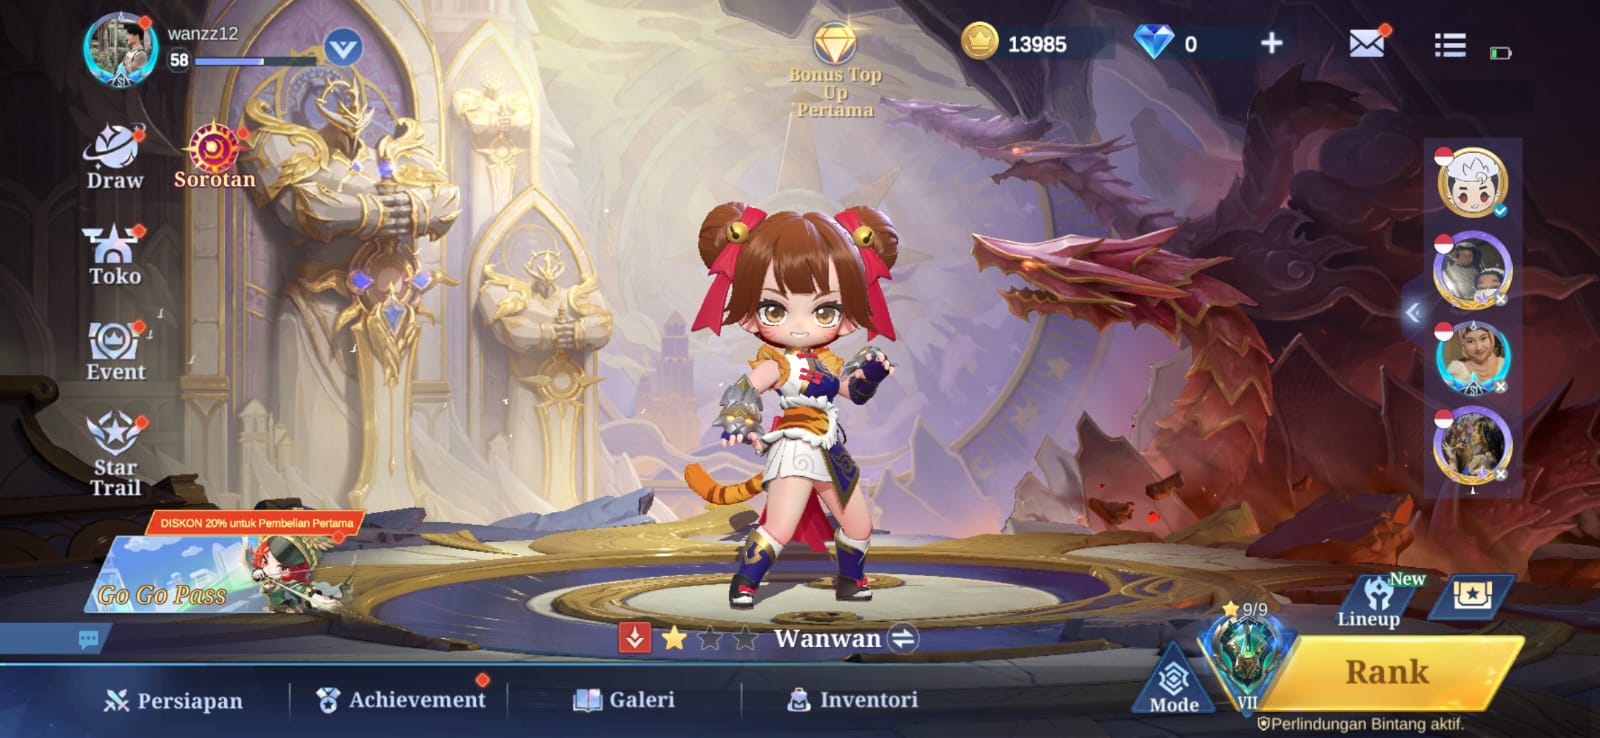 wanzz12
58
Bonus Top
Up
Pertama
13985
0
Draw
Sorotan
Toko
Event
Star
Trail
DISKON 20% untuk Pembelian Pertama
Go Go Pass
Wanwan
New
Lineup
9/9
Rank
VII
Mode
Perlindungan Bintang aktif.
Persiapan
Achievement
Galeri
Inventori